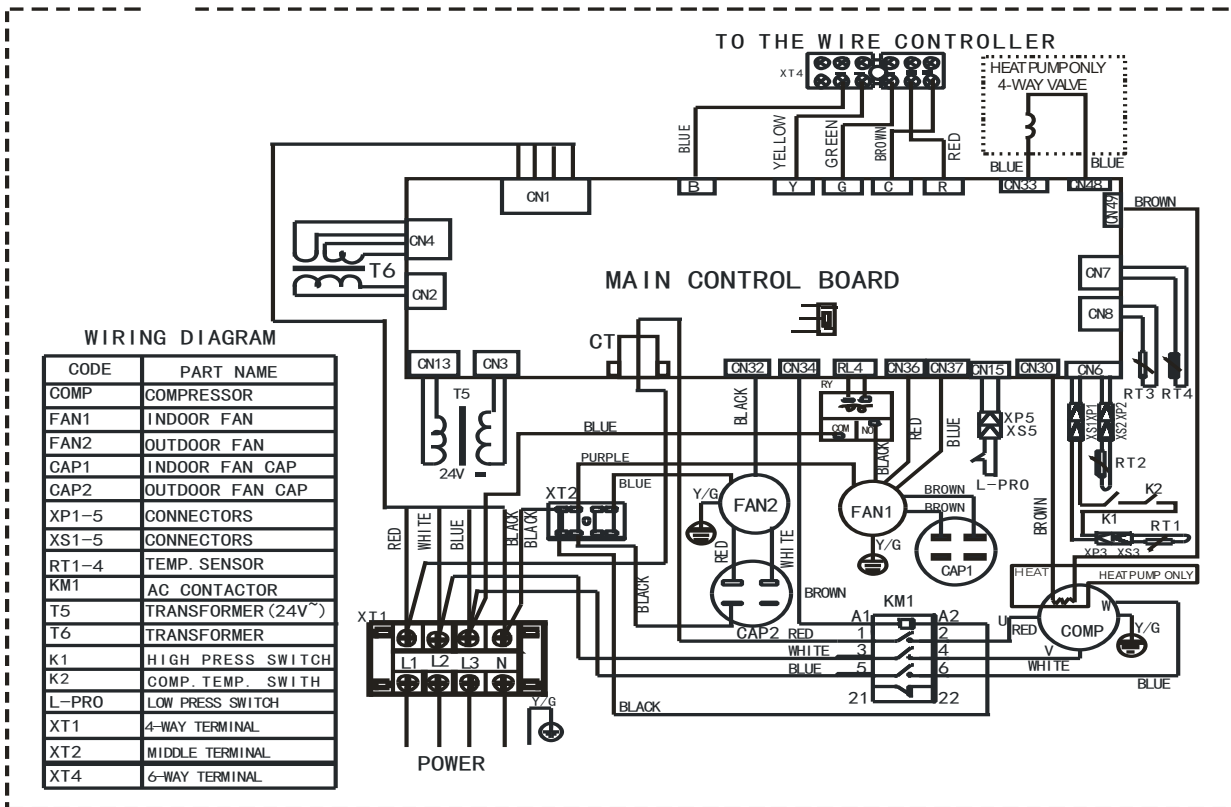 TO THE WIRE CONTROLLER
XT4
HEAT PUMP ONLY
4-WAY VALVE
BLUE
YELLOW
GREEN
BROWN
RED
BLUE
BLUE
CN1
B
Y
G
C
R
CN33
CN48
CN49
BROWN
CN4
T6
CN2
MAIN CONTROL BOARD
CN7
CN8
CT
CN13
CN3
CN32
CN34
RL4
CN36
CN37
CN15
CN30
CN6
RT3
RT4
T5
24V
BLACK
RY
COM
NO
BLACK
RED
BLUE
XP5
XS5
L-PRO
XS1XP1
XS2XP2
RT2
K2
K1
RT1
XP3
XS3
BLUE
PURPLE
BLUE
XT2
Y/G
FAN2
FAN1
BROWN
BROWN
Y/G
CAP1
BROWN
RED
WHITE
BLUE
BLACK
BLACK
BLACK
RED
WHITE
CAP2
BROWN
HEAT
HEAT PUMP ONLY
KM1
A1
A2
RED
1
2
WHITE
3
4
BLUE
5
6
21
22
U
RED
V
WHITE
W
COMP
Y/G
BLUE
BLACK
XT1
L1
L2
L3
N
Y/G
POWER
WIRING DIAGRAM
CODE PART NAME
COMP COMPRESSOR
FAN1 INDOOR FAN
FAN2 OUTDOOR FAN
CAP1 INDOOR FAN CAP
CAP2 OUTDOOR FAN CAP
XP1-5 CONNECTORS
XS1-5 CONNECTORS
RT1-4 TEMP. SENSOR
KM1 AC CONTACTOR
T5 TRANSFORMER(24V~)
T6 TRANSFORMER
K1 HIGH PRESS SWITCH
K2 COMP. TEMP. SWITH
L-PRO LOW PRESS SWITCH
XT1 4-WAY TERMINAL
XT2 MIDDLE TERMINAL
XT4 6-WAY TERMINAL